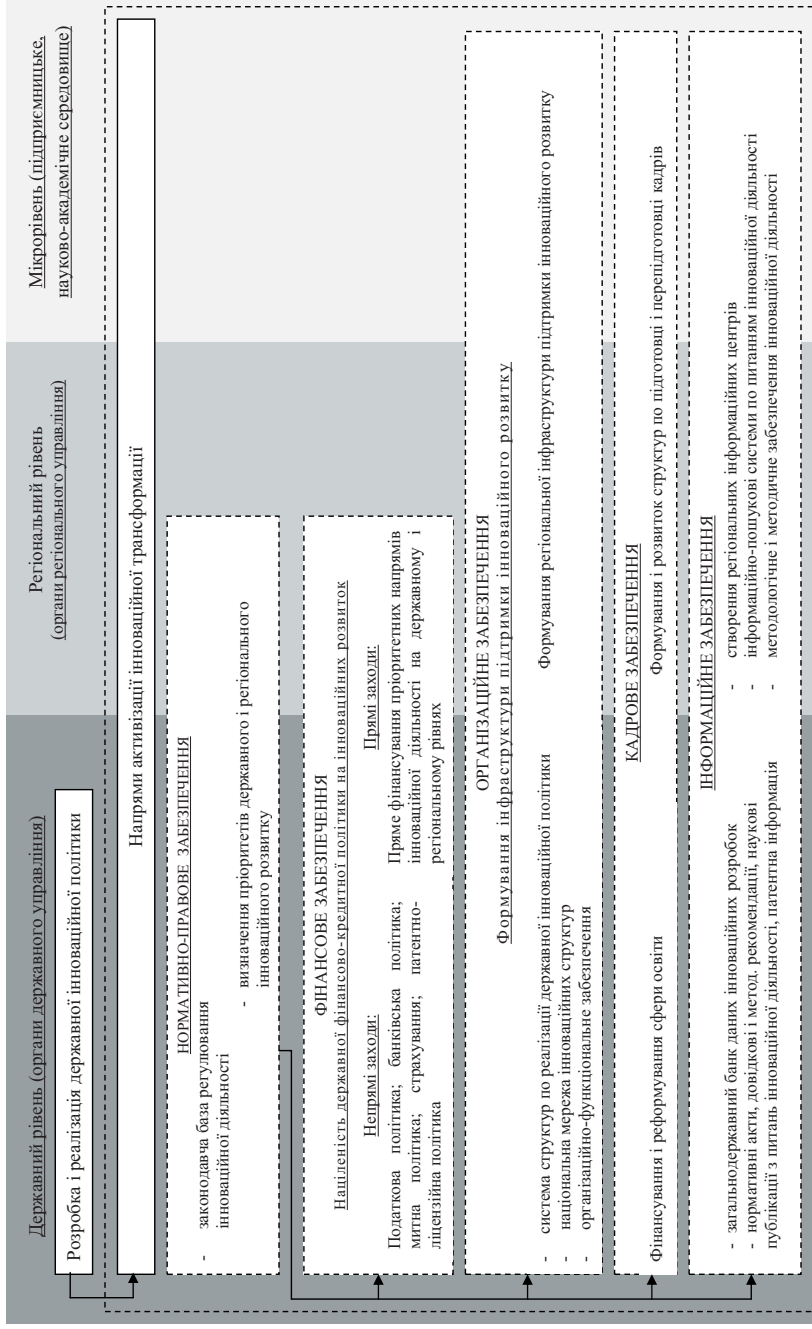 Державний рівень (органи державного управління)
Регіональний рівень
(органи регіонального управління)
Мікрорівень (підприємницьке,
науково-академічне середовище)
Розробка і реалізація державної інноваційної політики
Напрями активізації інноваційної трансформації
НОРМАТИВНО-ПРАВОВЕ ЗАБЕЗПЕЧЕННЯ
- законодавча база регулювання
інноваційної діяльності
- визначення пріоритетів державного і регіонального
інноваційного розвитку
ФІНАНСОВЕ ЗАБЕЗПЕЧЕННЯ
Націленість державної фінансово-кредитної політики на інноваційних розвиток
Непрямі заходи:
Податкова політика; банківська політика;
митна політика; страхування; патентно-
ліцензійна політика
Прямі заходи:
Пряме фінансування пріоритетних напрямів
інноваційної діяльності на державному і
регіональному рівнях
ОРГАНІЗАЦІЙНЕ ЗАБЕЗПЕЧЕННЯ
Формування інфраструктури підтримки інноваційного розвитку
- система структур по реалізації державної інноваційної політики
- національна мережа інноваційних структур
- організаційно-функціональне забезпечення
Формування регіональної інфраструктури підтримки інноваційного розвитку
КАДРОВЕ ЗАБЕЗПЕЧЕННЯ
Фінансування і реформування сфери освіти
Формування і розвиток структур по підготовці і перепідготовці кадрів
ІНФОРМАЦІЙНЕ ЗАБЕЗПЕЧЕННЯ
- загальнодержавний банк даних інноваційних розробок
- нормативні акти, довідкові і метод. рекомендації, наукові
публікації з питань інноваційної діяльності, патентна інформація
- створення регіональних інформаційних центрів
- інформаційно-пошукові системи по питанням інноваційної діяльності
- методологічне і методичне забезпечення інноваційної діяльності